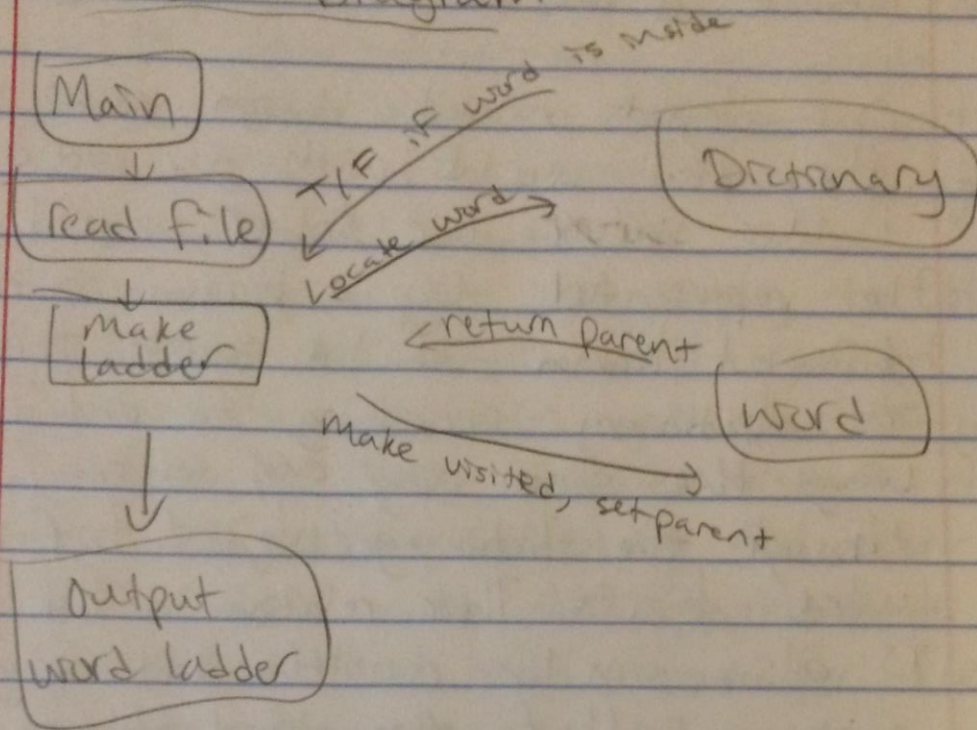 Diagram
Main
T/F if word is inside
Dictionary
read file
Locate word
Make
ladder
return parent
word
Make visited, set parent
Output
word ladder